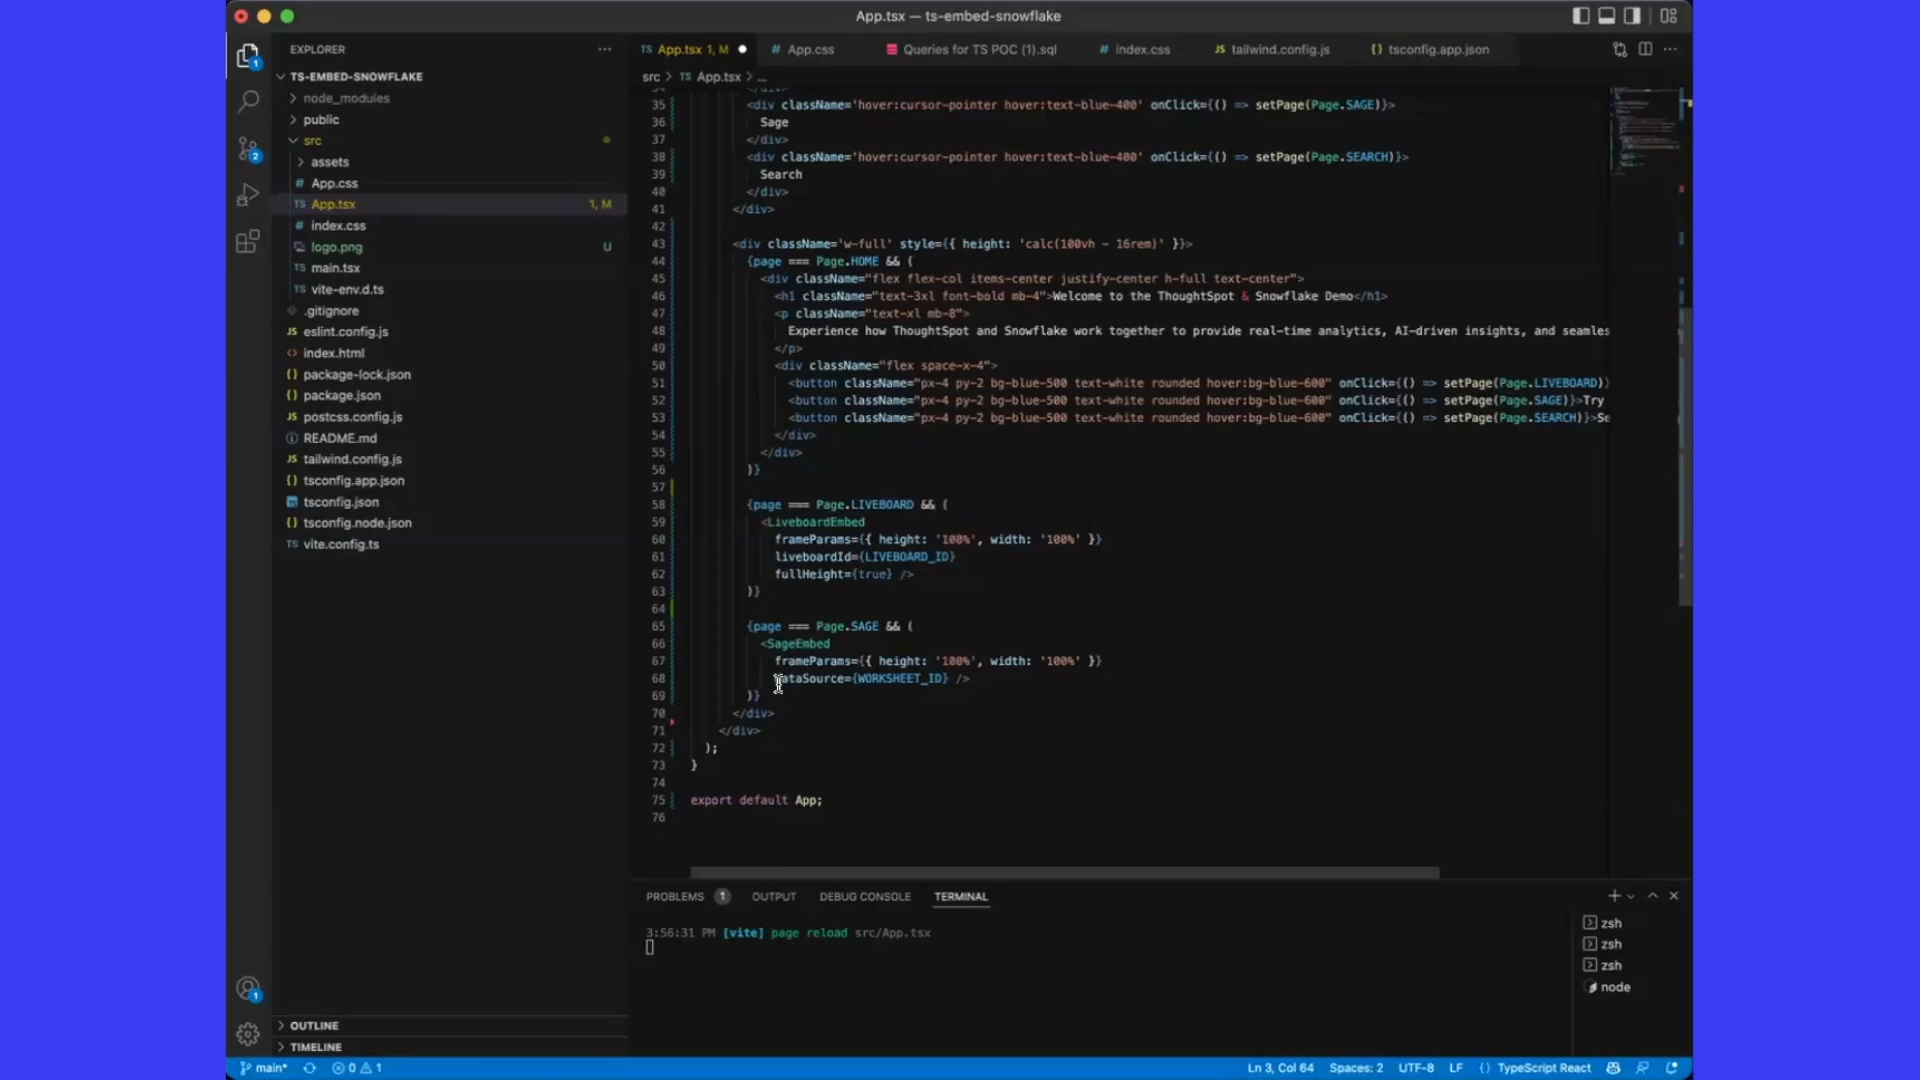 App.tsx — ts-embed-snowflake
EXPLORER
TS-EMBED-SNOWFLAKE
node_modules
public
src
assets
# App.css
TS App.tsx 1, M
# index.css
logo.png U
TS main.tsx
TS vite-env.d.ts
.gitignore
JS eslint.config.js
<> index.html
{} package-lock.json
{} package.json
JS postcss.config.js
README.md
JS tailwind.config.js
{} tsconfig.app.json
tsconfig.json
{} tsconfig.node.json
TS vite.config.ts
OUTLINE
TIMELINE
1
2
1
TS App.tsx 1, M
# App.css
Queries for TS POC (1).sql
# index.css
JS tailwind.config.js
{} tsconfig.app.json
src > TS App.tsx > ...
34 </div>
35 <div className='hover:cursor-pointer hover:text-blue-400' onClick={() => setPage(Page.SAGE)}>
36 Sage
37 </div>
38 <div className='hover:cursor-pointer hover:text-blue-400' onClick={() => setPage(Page.SEARCH)}>
39 Search
40 </div>
41 </div>
42
43 <div className='w-full' style={{ height: 'calc(100vh - 16rem)' }}>
44 {page === Page.HOME && (
45 <div className="flex flex-col items-center justify-center h-full text-center">
46 <h1 className="text-3xl font-bold mb-4">Welcome to the ThoughtSpot & Snowflake Demo</h1>
47 <p className="text-xl mb-8">
48 Experience how ThoughtSpot and Snowflake work together to provide real-time analytics, AI-driven insights, and seamles
49 </p>
50 <div className="flex space-x-4">
51 <button className="px-4 py-2 bg-blue-500 text-white rounded hover:bg-blue-600" onClick={() => setPage(Page.LIVEBOARD)}
52 <button className="px-4 py-2 bg-blue-500 text-white rounded hover:bg-blue-600" onClick={() => setPage(Page.SAGE)}>Try
53 <button className="px-4 py-2 bg-blue-500 text-white rounded hover:bg-blue-600" onClick={() => setPage(Page.SEARCH)}>Se
54 </div>
55 </div>
56 )}
57
58 {page === Page.LIVEBOARD && (
59 <LiveboardEmbed
60 frameParams={{ height: '100%', width: '100%' }}
61 liveboardId={LIVEBOARD_ID}
62 fullHeight={true} />
63 )}
64
65 {page === Page.SAGE && (
66 <SageEmbed
67 frameParams={{ height: '100%', width: '100%' }}
68 dataSource={WORKSHEET_ID} />
69 )}
70 </div>
71 </div>
72 );
73 }
74
75 export default App;
76
PROBLEMS 1 OUTPUT DEBUG CONSOLE TERMINAL
3:56:31 PM [vite] page reload src/App.tsx
zsh
zsh
zsh
node
main* 0 1 Ln 3, Col 64 Spaces: 2 UTF-8 LF {} TypeScript React